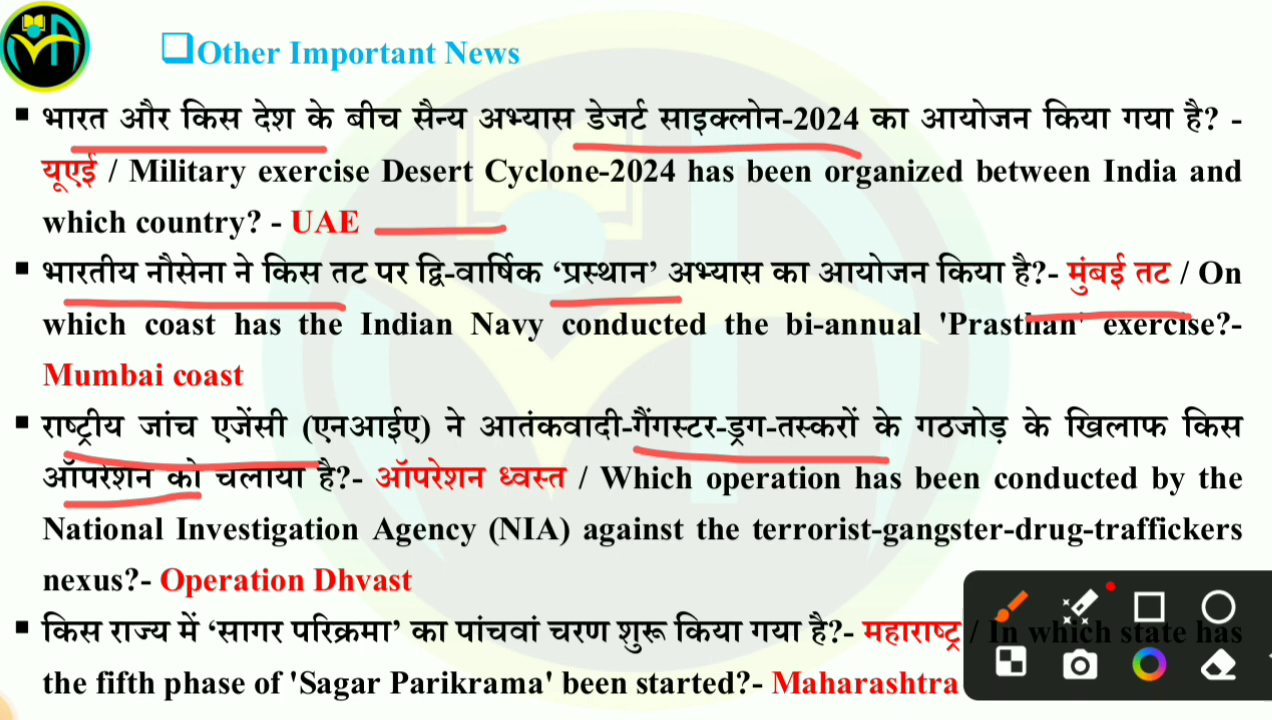 Other Important News
भारत और किस देश के बीच सैन्य अभ्यास डेजर्ट साइक्लोन-2024 का आयोजन किया गया है? -
यूएई / Military exercise Desert Cyclone-2024 has been organized between India and
which country? - UAE
भारतीय नौसेना ने किस तट पर द्वि-वार्षिक ‘प्रस्थान’ अभ्यास का आयोजन किया है?- मुंबई तट / On
which coast has the Indian Navy conducted the bi-annual 'Prasthan' exercise?-
Mumbai coast
राष्ट्रीय जांच एजेंसी (एनआईए) ने आतंकवादी-गैंगस्टर-ड्रग-तस्करों के गठजोड़ के खिलाफ किस
ऑपरेशन को चलाया है?- ऑपरेशन ध्वस्त / Which operation has been conducted by the
National Investigation Agency (NIA) against the terrorist-gangster-drug-traffickers
nexus?- Operation Dhvast
किस राज्य में ‘सागर परिक्रमा’ का पांचवां चरण शुरू किया गया है?- महाराष्ट्र / In which state has
the fifth phase of 'Sagar Parikrama' been started?- Maharashtra